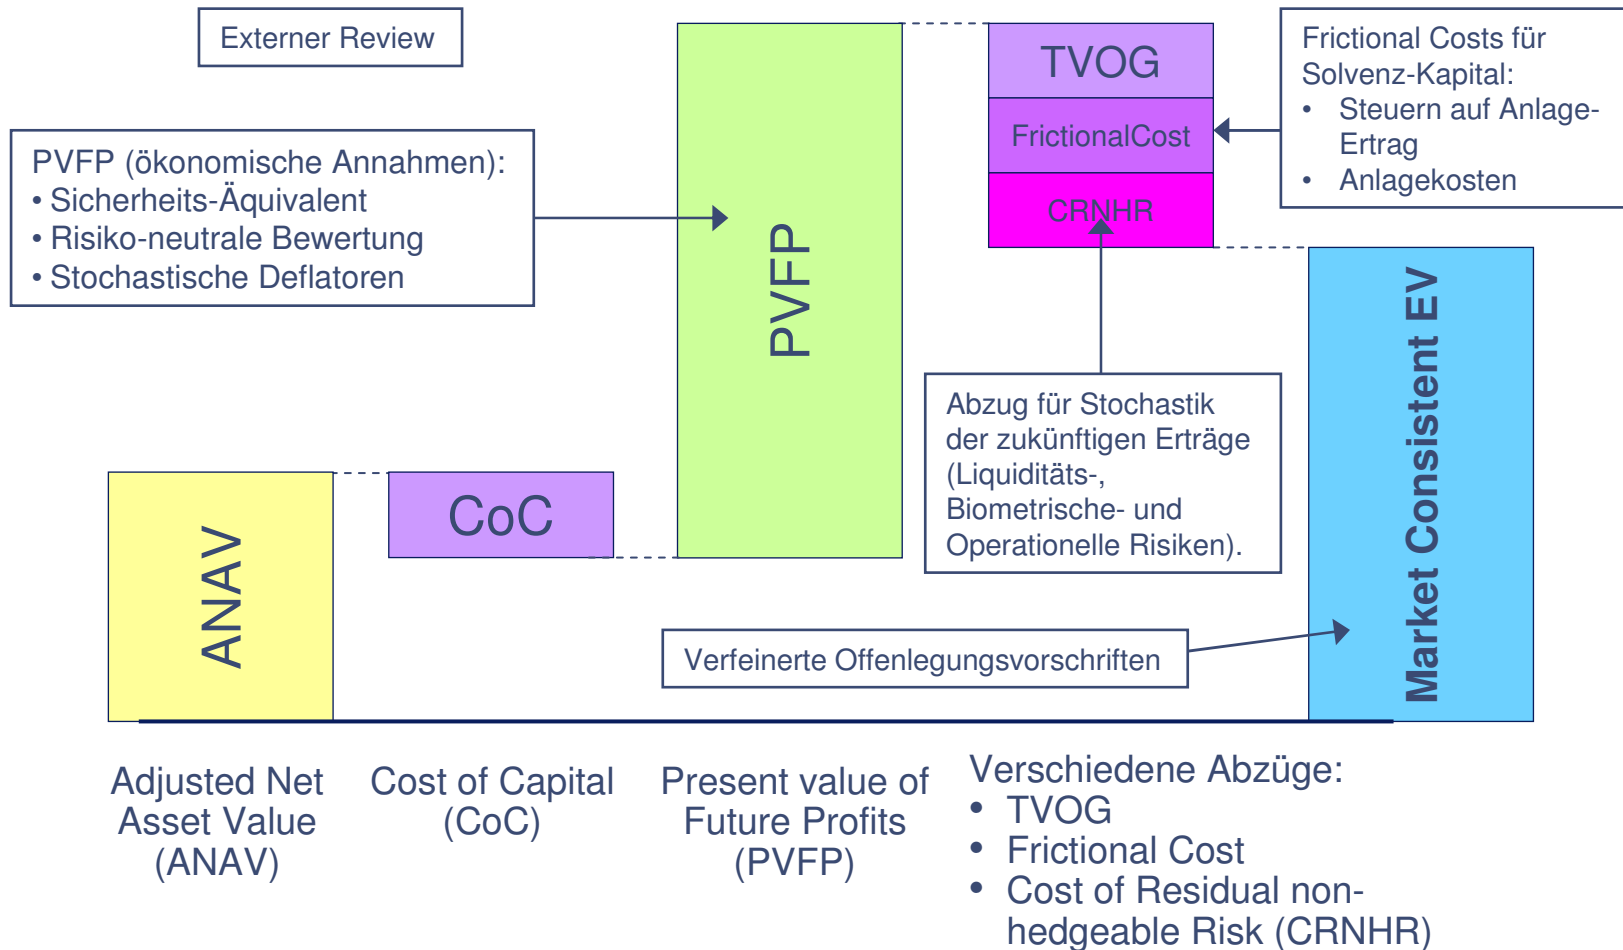 Externer Review
PVFP (ökonomische Annahmen):
• Sicherheits-Äquivalent
• Risiko-neutrale Bewertung
• Stochastische Deflatoren
PVFP
TVOG
FrictionalCost
CRNHR
Frictional Costs für
Solvenz-Kapital:
• Steuern auf Anlage-
Ertrag
• Anlagekosten
Abzug für Stochastik
der zukünftigen Erträge
(Liquiditäts-,
Biometrische- und
Operationelle Risiken).
ANAV
CoC
Verfeinerte Offenlegungsvorschriften
Market Consistent EV
Adjusted Net
Asset Value
(ANAV)
Cost of Capital
(CoC)
Present value of
Future Profits
(PVFP)
Verschiedene Abzüge:
• TVOG
• Frictional Cost
• Cost of Residual non-
hedgeable Risk (CRNHR)